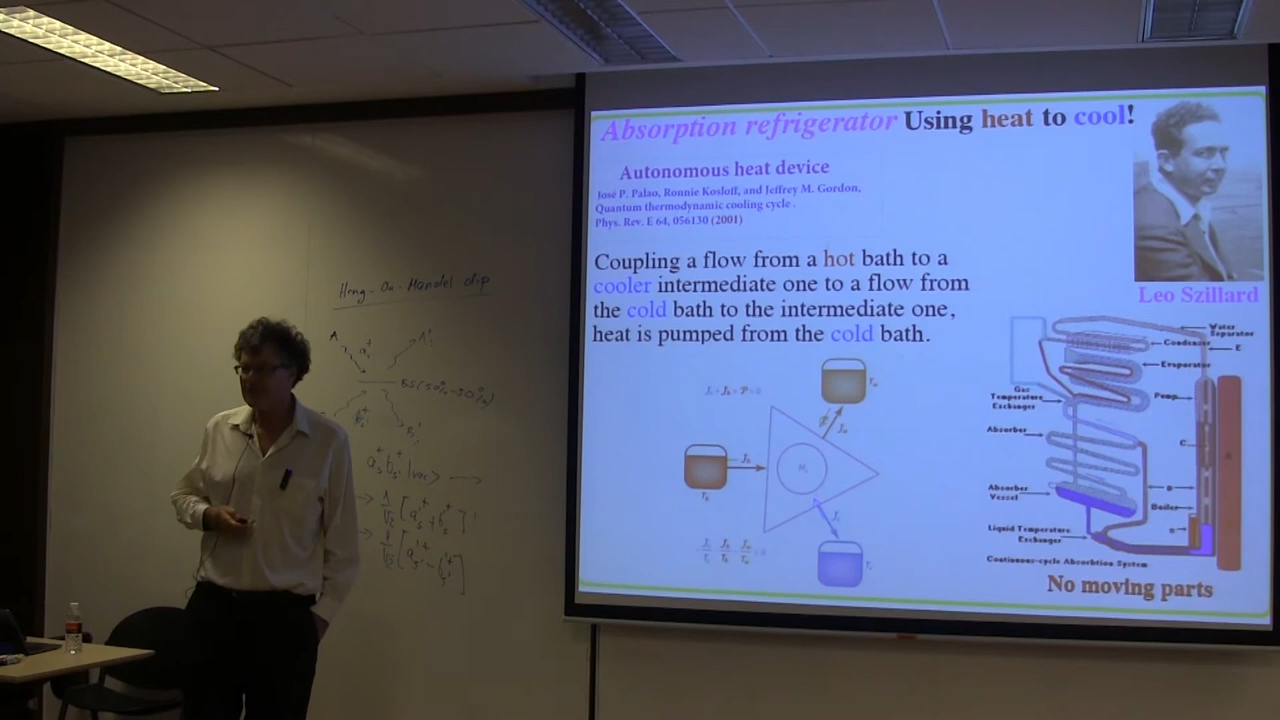 Absorption refrigerator Using heat to cool!
Autonomous heat device
José P. Palao, Ronnie Kosloff, and Jeffrey M. Gordon,
Quantum thermodynamic cooling cycle .
Phys. Rev. E 64, 056130 (2001)
Coupling a flow from a hot bath to a
cooler intermediate one to a flow from
the cold bath to the intermediate one,
heat is pumped from the cold bath.
Leo Szillard
Water
Separator
Condenser
E
Evaporator
Gas
Temperature
Exchanger
Pump
Absorber
C
Absorber
Vessel
Boiler
Liquid Temperature
Exchanger
Continuous-cycle Absorbtion System
No moving parts
Hong-Ou-Mandel dip
A
A'
BS (50%-50%)